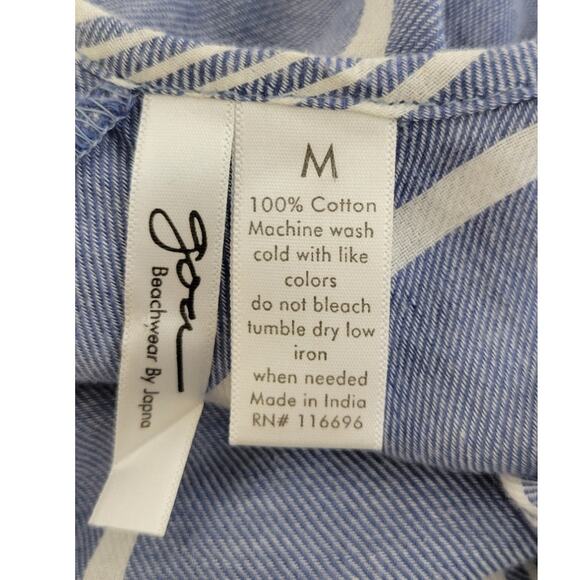 goa
Beachwear By Japna
M
100% Cotton
Machine wash
cold with like
colors
do not bleach
tumble dry low
iron
when needed
Made in India
RN# 116696